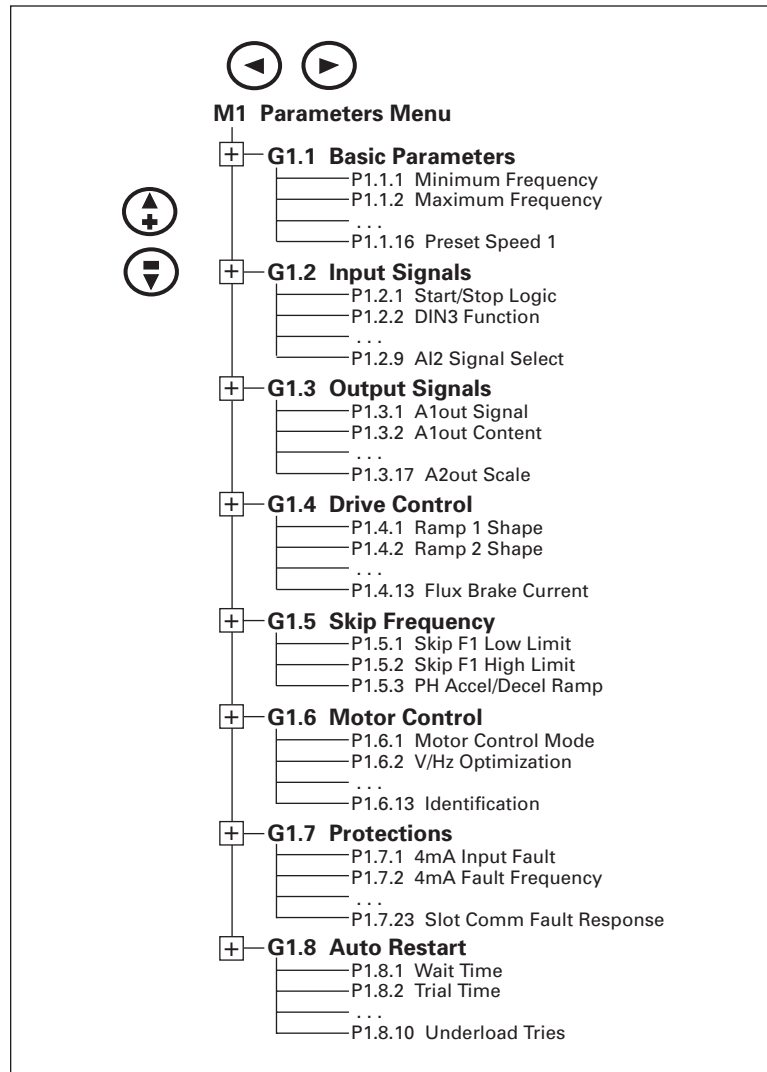 M1 Parameters Menu
G1.1 Basic Parameters
P1.1.1 Minimum Frequency
P1.1.2 Maximum Frequency
. . .
P1.1.16 Preset Speed 1
G1.2 Input Signals
P1.2.1 Start/Stop Logic
P1.2.2 DIN3 Function
. . .
P1.2.9 AI2 Signal Select
G1.3 Output Signals
P1.3.1 A1out Signal
P1.3.2 A1out Content
. . .
P1.3.17 A2out Scale
G1.4 Drive Control
P1.4.1 Ramp 1 Shape
P1.4.2 Ramp 2 Shape
. . .
P1.4.13 Flux Brake Current
G1.5 Skip Frequency
P1.5.1 Skip F1 Low Limit
P1.5.2 Skip F1 High Limit
P1.5.3 PH Accel/Decel Ramp
G1.6 Motor Control
P1.6.1 Motor Control Mode
P1.6.2 V/Hz Optimization
. . .
P1.6.13 Identification
G1.7 Protections
P1.7.1 4mA Input Fault
P1.7.2 4mA Fault Frequency
. . .
P1.7.23 Slot Comm Fault Response
G1.8 Auto Restart
P1.8.1 Wait Time
P1.8.2 Trial Time
. . .
P1.8.10 Underload Tries